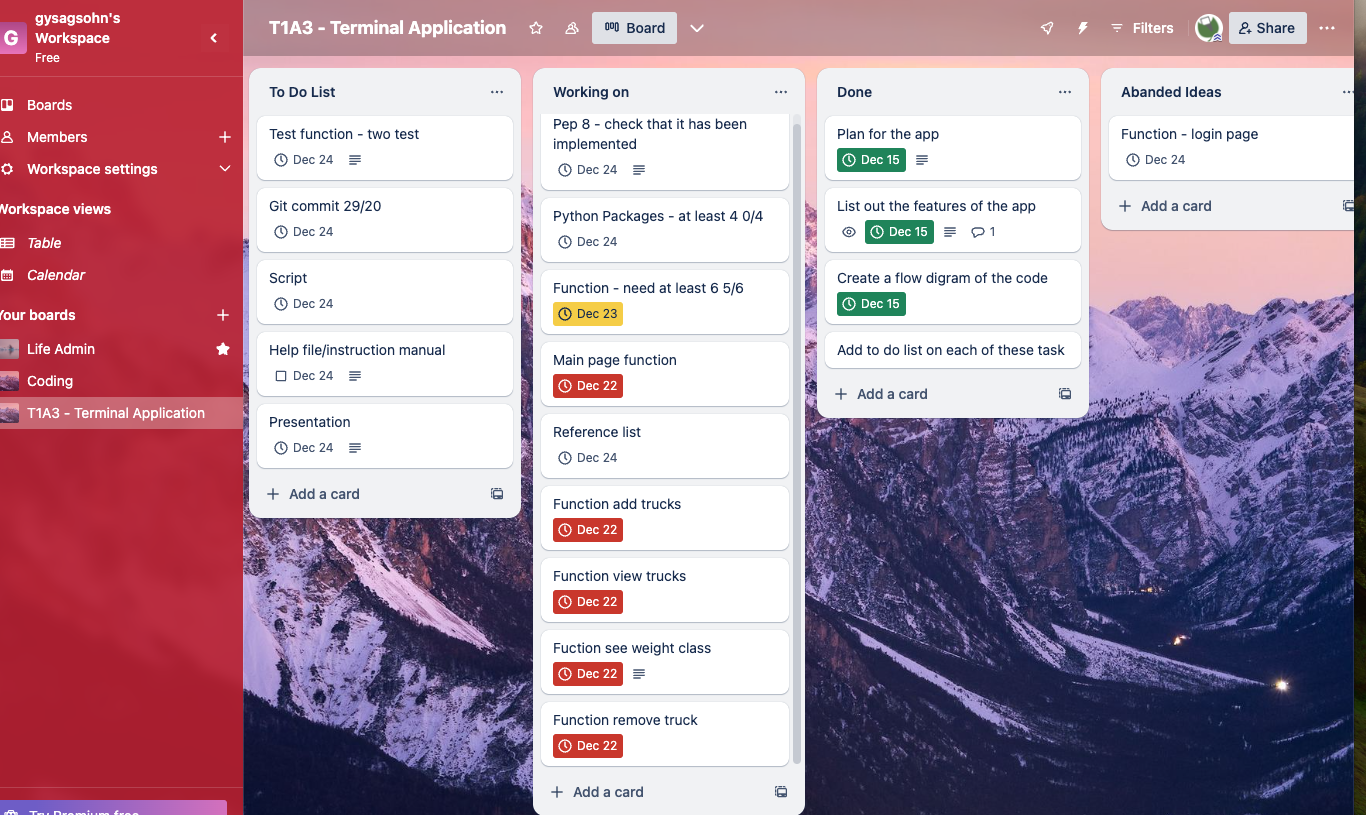 gysagsohn's
Workspace
G
Free
Boards
Members
Workspace settings
Workspace views
Table
Calendar
Your boards
Life Admin
Coding
T1A3 - Terminal Application
Try Premium free
T1A3 - Terminal Application
Board
Filters
Share
To Do List
Test function - two test
Dec 24
Git commit 29/20
Dec 24
Script
Dec 24
Help file/instruction manual
Dec 24
Presentation
Dec 24
Add a card
Working on
Pep 8 - check that it has been
implemented
Dec 24
Python Packages - at least 4 0/4
Dec 24
Function - need at least 6 5/6
Dec 23
Main page function
Dec 22
Reference list
Dec 24
Function add trucks
Dec 22
Function view trucks
Dec 22
Fuction see weight class
Dec 22
Function remove truck
Dec 22
Add a card
Done
Plan for the app
Dec 15
List out the features of the app
Dec 15
1
Create a flow digram of the code
Dec 15
Add to do list on each of these task
Add a card
Abanded Ideas
Function - login page
Dec 24
Add a card